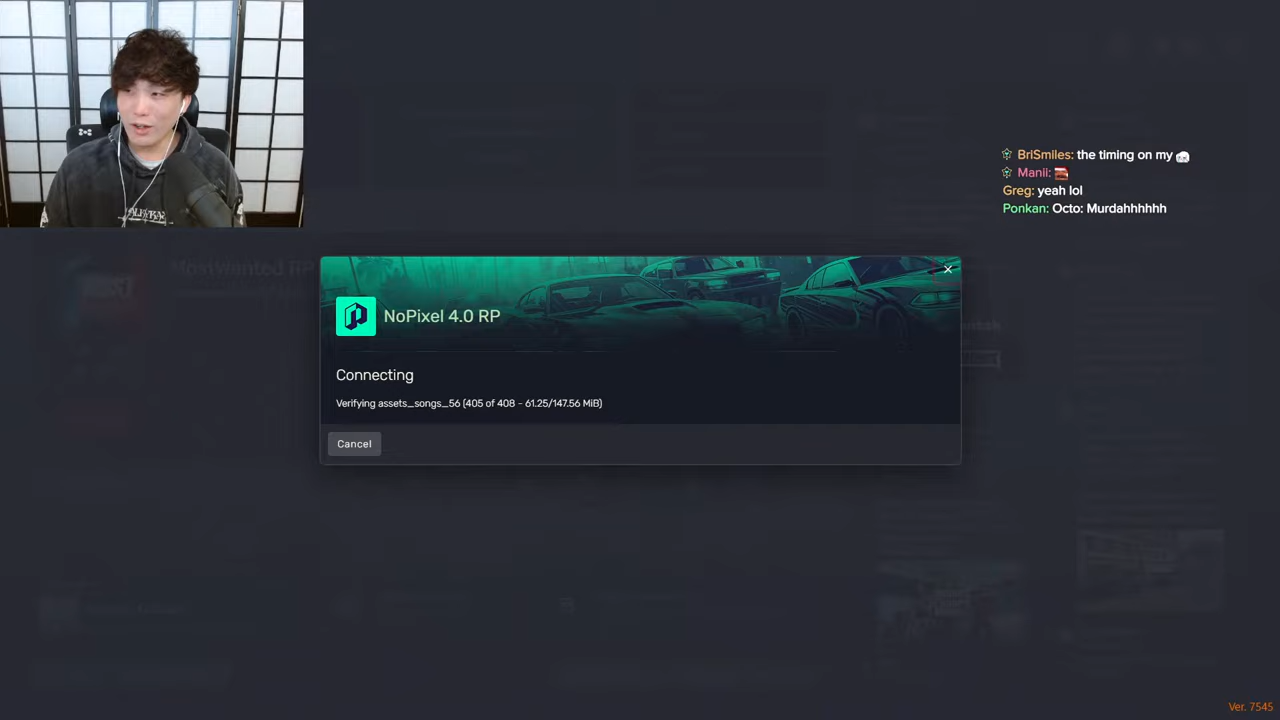 BriSmiles: the timing on my
Manii:
Greg: yeah lol
Ponkan: Octo: Murdahhhhhh
NoPixel 4.0 RP
Connecting
Verifying assets_songs_56 (405 of 408 - 61.25/147.56 MiB)
Cancel
Ver. 7545